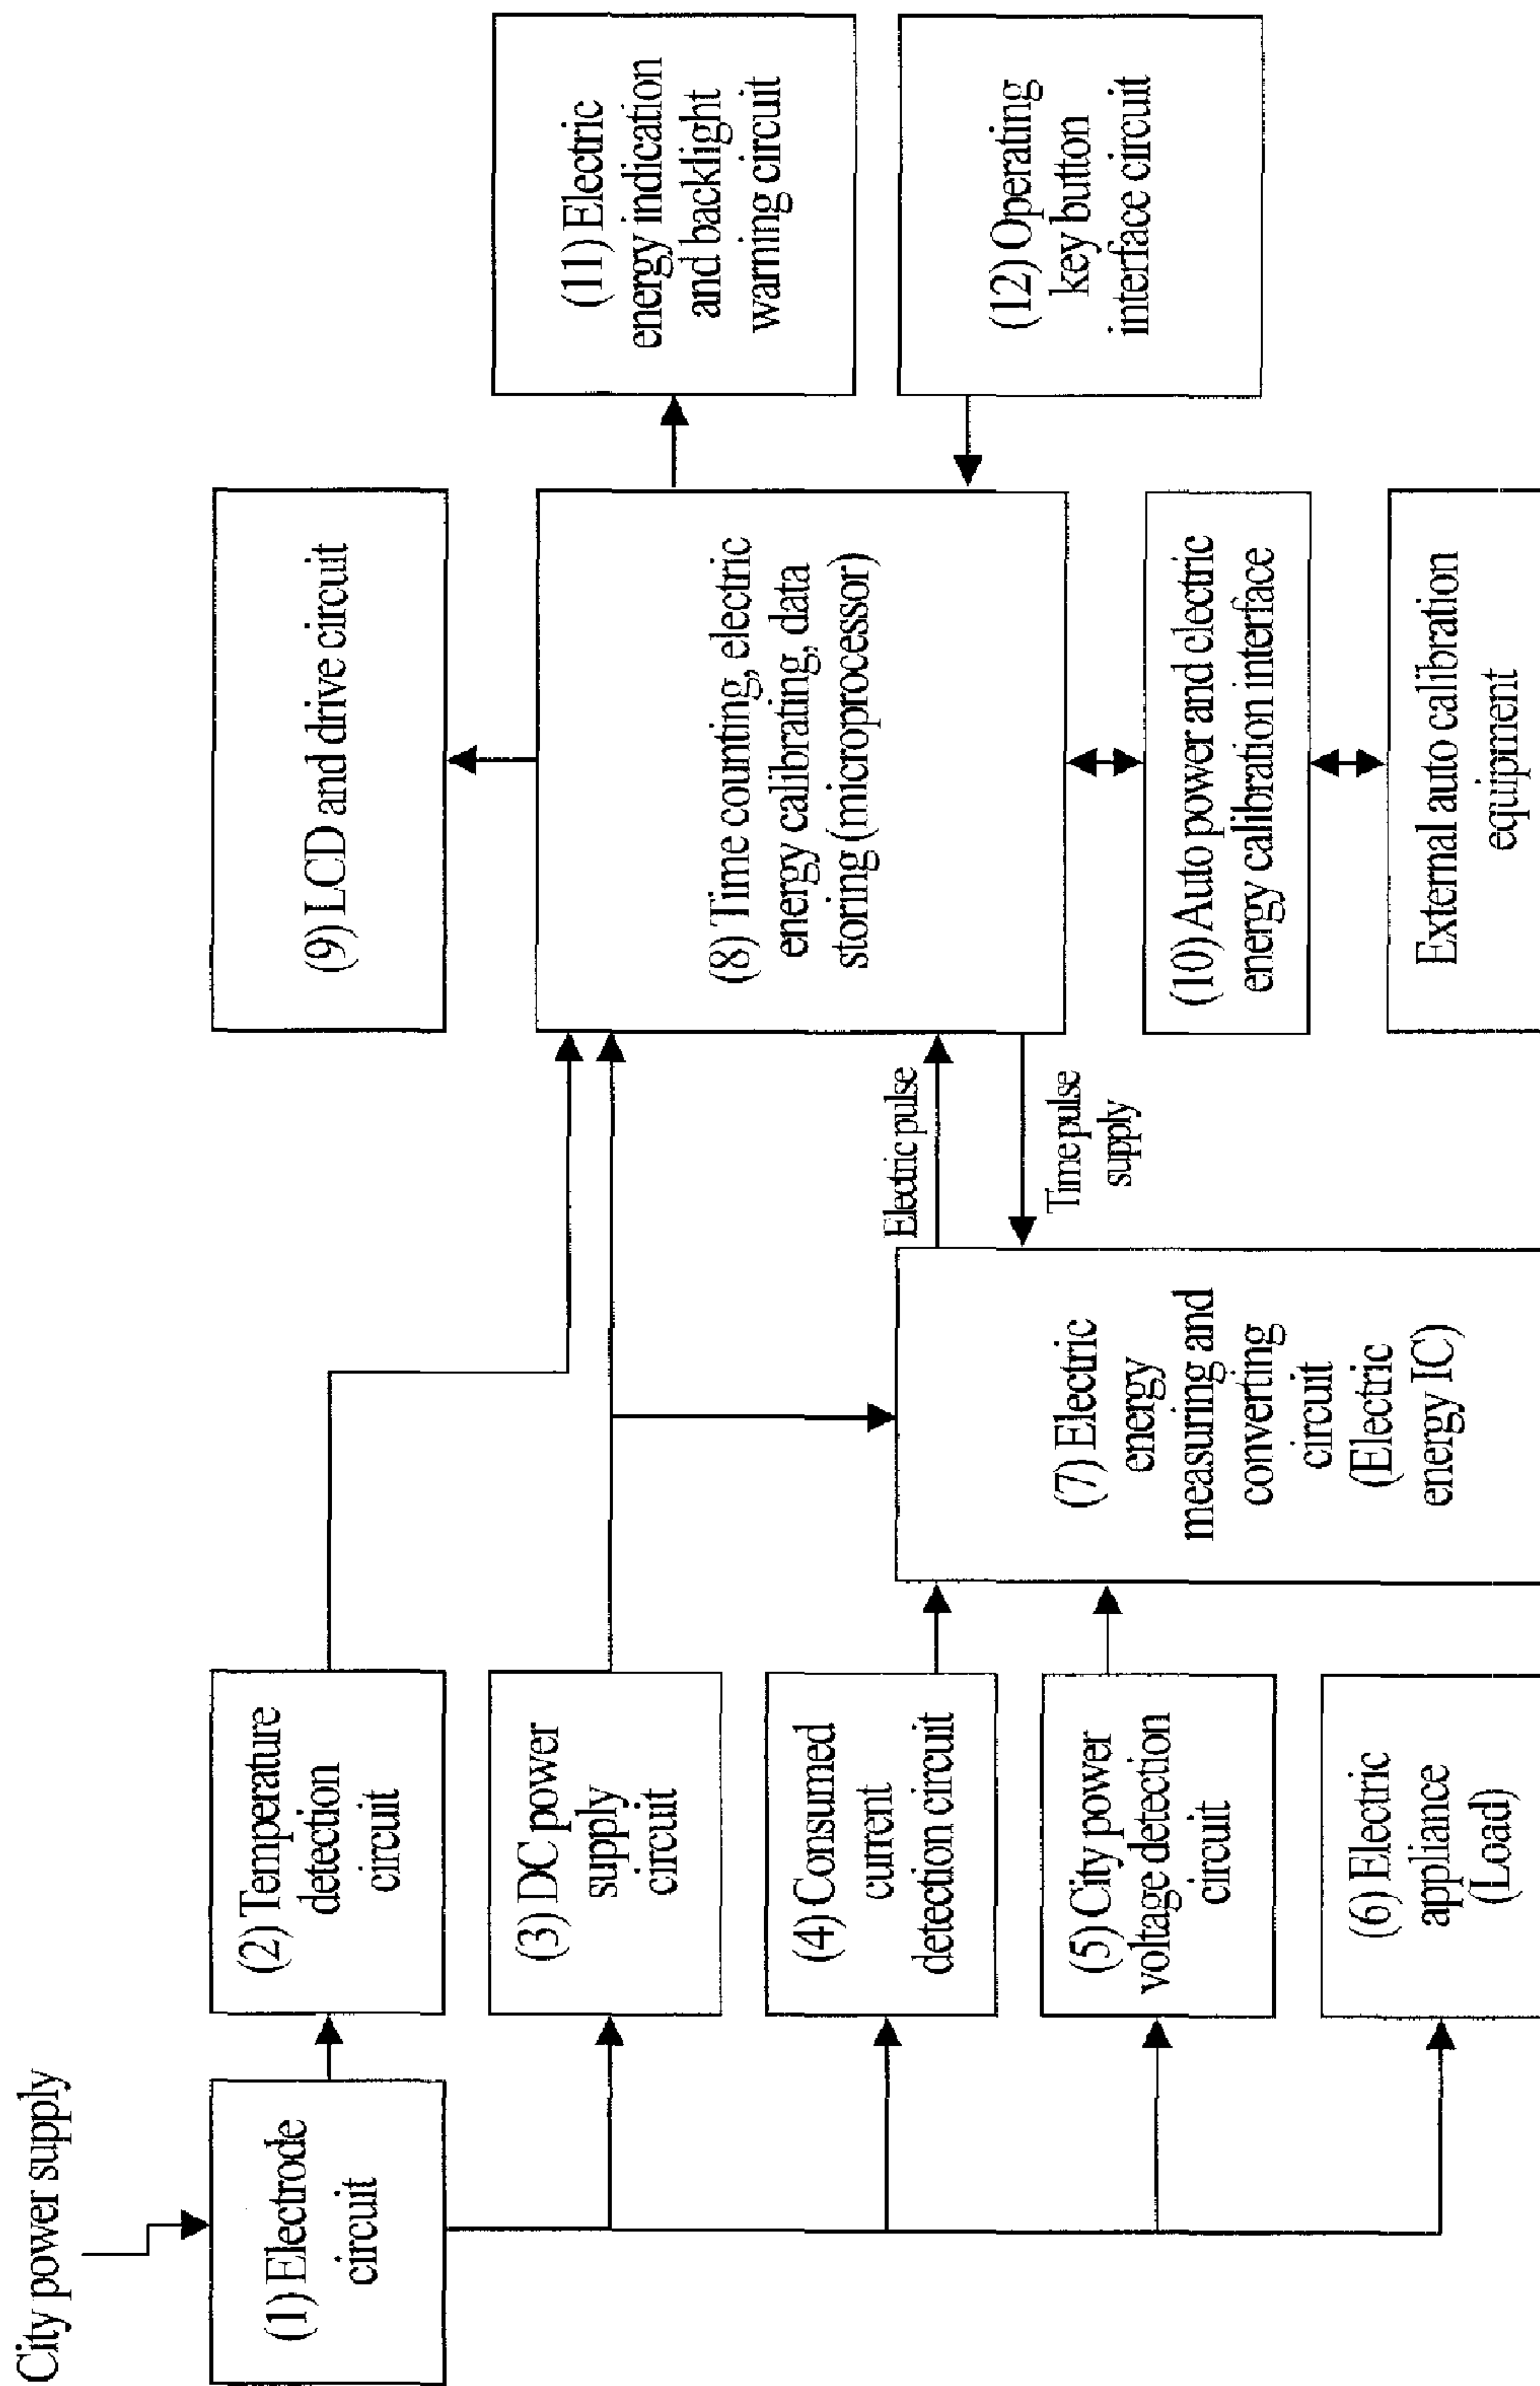 City power supply
(1) Electrode
circuit
(2) Temperature
detection
circuit
(3) DC power
supply
circuit
(4) Consumed
current
detection circuit
(5) City power
voltage detection
circuit
(6) Electric
appliance
(Load)
(7) Electric
energy
measuring and
converting
circuit
(Electric
energy IC)
Electric pulse
Time pulse
supply
(8) Time counting, electric
energy calibrating, data
storing (microprocessor)
(9) LCD and drive circuit
(10) Auto power and electric
energy calibration interface
External auto calibration
equipment
(11) Electric
energy indication
and backlight
warning circuit
(12) Operating
key button
interface circuit